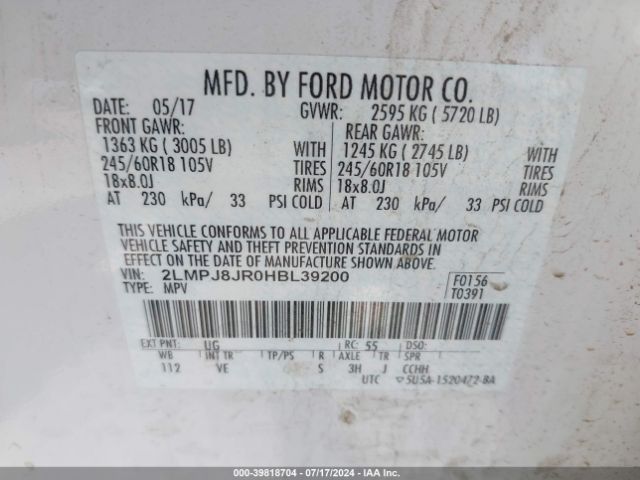 MFD. BY FORD MOTOR CO.
DATE: 05/17 GVWR: 2595 KG ( 5720 LB)
FRONT GAWR: REAR GAWR:
1363 KG ( 3005 LB) WITH 1245 KG ( 2745 LB) WITH
245/60R18 105V TIRES 245/60R18 105V TIRES
18x8.0J RIMS 18x8.0J RIMS
AT 230 kPa/ 33 PSI COLD AT 230 kPa/ 33 PSI COLD
THIS VEHICLE CONFORMS TO ALL APPLICABLE FEDERAL MOTOR
VEHICLE SAFETY AND THEFT PREVENTION STANDARDS IN
EFFECT ON THE DATE OF MANUFACTURE SHOWN ABOVE.
VIN: 2LMPJ8JR0HBL39200 F0156
TYPE: MPV T0391
EXT PNT: UG RC: 55 DSO:
WB INT TR TP/PS R AXLE TR SPR
112 VE S 3H J CCHH
UTC 5U5A-1520472-BA
000-39818704 - 07/17/2024 - IAA Inc.